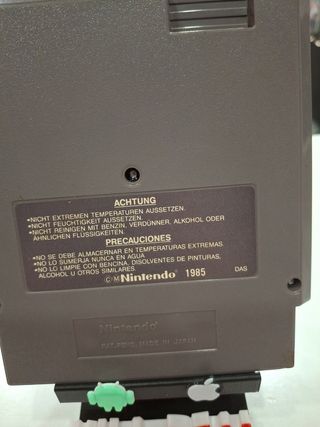 ACHTUNG
•NICHT EXTREMEN TEMPERATUREN AUSSETZEN.
•NICHT FEUCHTIGKEIT AUSSETZEN.
•NICHT REINIGEN MIT BENZIN, VERDÜNNER, ALKOHOL ODER
ÄHNLICHEN FLÜSSIGKEITEN.
PRECAUCIONES
•NO SE DEBE ALMACERNAR EN TEMPERATURAS EXTREMAS.
•NO LO SUMERJA NUNCA EN AGUA
•NO LO LIMPIE CON BENCINA, DISOLVENTES DE PINTURAS,
ALCOHOL U OTROS SIMILARES.
©M Nintendo 1985 DAS
Nintendo
MADE IN JAPAN